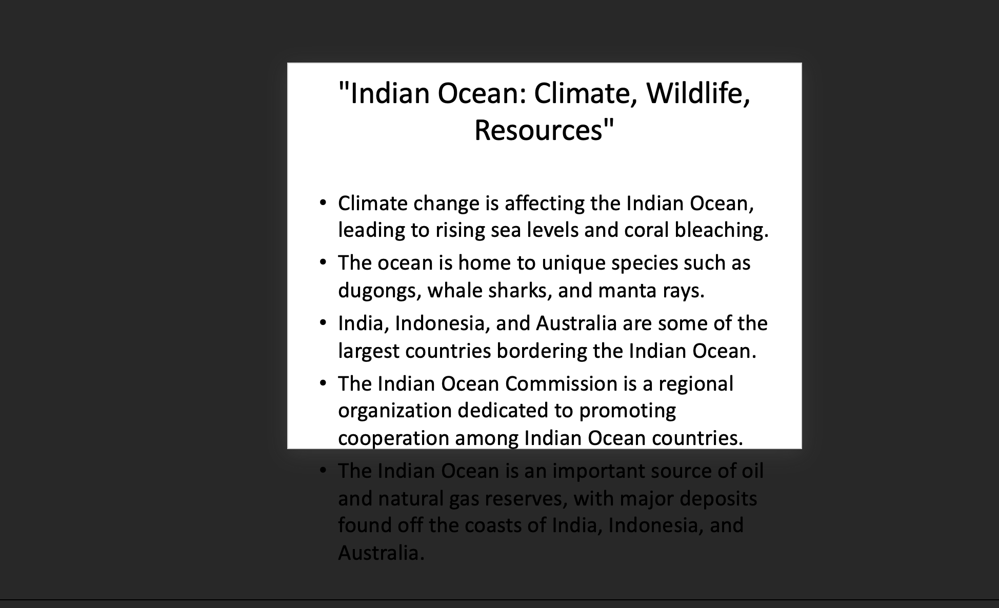 "Indian Ocean: Climate, Wildlife,
Resources"
• Climate change is affecting the Indian Ocean,
leading to rising sea levels and coral bleaching.
• The ocean is home to unique species such as
dugongs, whale sharks, and manta rays.
• India, Indonesia, and Australia are some of the
largest countries bordering the Indian Ocean.
• The Indian Ocean Commission is a regional
organization dedicated to promoting
cooperation among Indian Ocean countries.
• The Indian Ocean is an important source of oil
and natural gas reserves, with major deposits
found off the coasts of India, Indonesia, and
Australia.